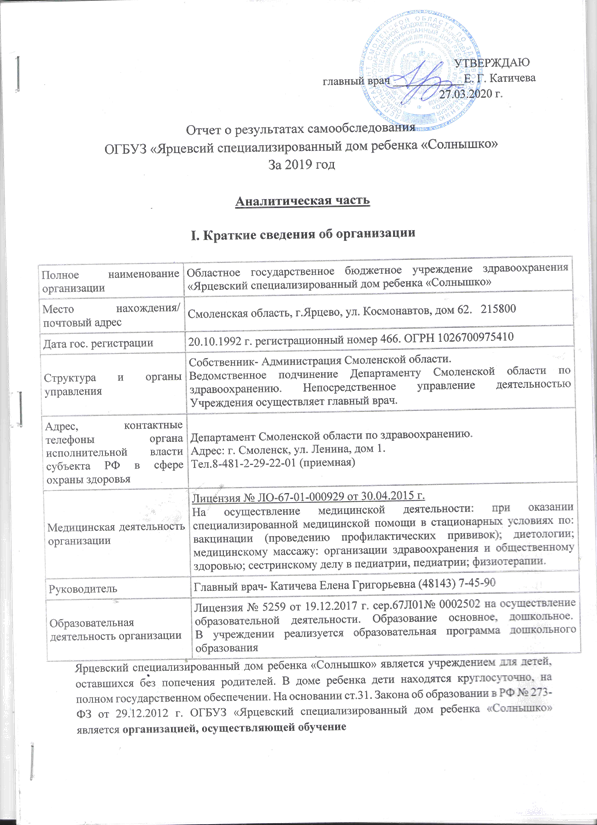 УТВЕРЖДАЮ
главный врач Е. Г. Катичева
27.03.2020 г.
Отчет о результатах самообследования
ОГБУЗ «Ярцевсий специализированный дом ребенка «Солнышко»
За 2019 год
Аналитическая часть
I. Краткие сведения об организации
Полное наименование
организации
Областное государственное бюджетное учреждение здравоохранения
«Ярцевский специализированный дом ребенка «Солнышко»
Место нахождения/
почтовый адрес
Смоленская область, г.Ярцево, ул. Космонавтов, дом 62. 215800
Дата гос. регистрации
20.10.1992 г. регистрационный номер 466. ОГРН 1026700975410
Структура и органы
управления
Собственник- Администрация Смоленской области.
Ведомственное подчинение Департаменту Смоленской области по
здравоохранению. Непосредственное управление деятельностью
Учреждения осуществляет главный врач.
Адрес, контактные
телефоны органа
исполнительной власти
субъекта РФ в сфере
охраны здоровья
Департамент Смоленской области по здравоохранению.
Адрес: г. Смоленск, ул. Ленина, дом 1.
Тел.8-481-2-29-22-01 (приемная)
Медицинская деятельность
организации
Лицензия № ЛО-67-01-000929 от 30.04.2015 г.
На осуществление медицинской деятельности: при оказании
специализированной медицинской помощи в стационарных условиях по:
вакцинации (проведению профилактических прививок); диетологии;
медицинскому массажу: организации здравоохранения и общественному
здоровью; сестринскому делу в педиатрии, педиатрии; физиотерапии.
Руководитель
Главный врач- Катичева Елена Григорьевна (48143) 7-45-90
Образовательная
деятельность организации
Лицензия № 5259 от 19.12.2017 г. сер.67Л01№ 0002502 на осуществление
образовательной деятельности. Образование основное, дошкольное.
В учреждении реализуется образовательная программа дошкольного
образования
Ярцевский специализированный дом ребенка «Солнышко» является учреждением для детей,
оставшихся без попечения родителей. В доме ребенка дети находятся круглосуточно, на
полном государственном обеспечении. На основании ст.31. Закона об образовании в РФ № 273-
ФЗ от 29.12.2012 г. ОГБУЗ «Ярцевский специализированный дом ребенка «Солнышко»
является организацией, осуществляющей обучение